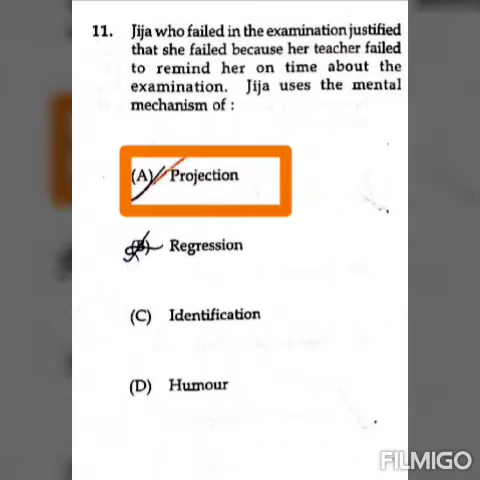 11. Jija who failed in the examination justified
that she failed because her teacher failed
to remind her on time about the
examination. Jija uses the mental
mechanism of :
(A) Projection
(B) Regression
(C) Identification
(D) Humour
FILMIGO